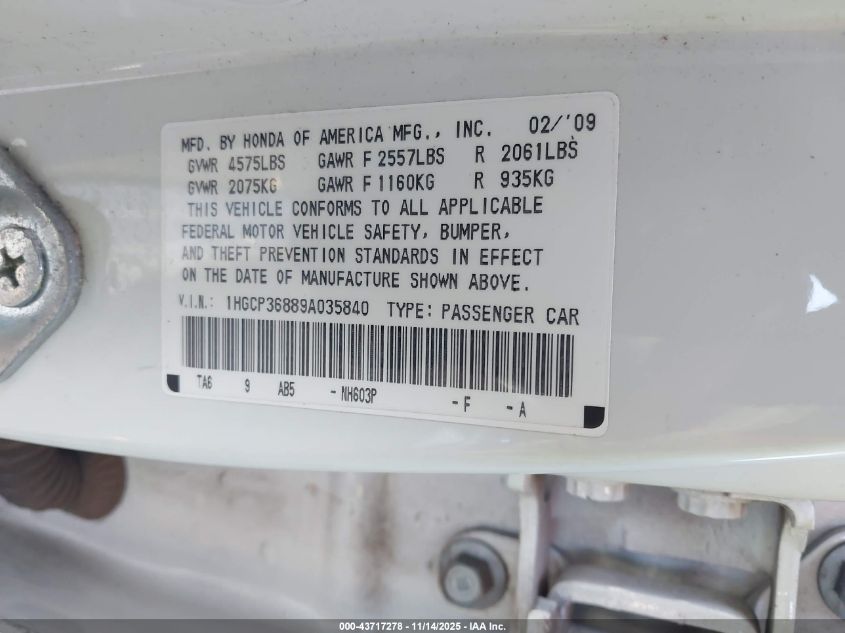 MFD. BY HONDA OF AMERICA MFG., INC. 02/'09
GVWR 4575LBS GAWR F 2557LBS R 2061LBS
GVWR 2075KG GAWR F 1160KG R 935KG
THIS VEHICLE CONFORMS TO ALL APPLICABLE
FEDERAL MOTOR VEHICLE SAFETY, BUMPER,
AND THEFT PREVENTION STANDARDS IN EFFECT
ON THE DATE OF MANUFACTURE SHOWN ABOVE.
V.I.N.: 1HGCP36889A035840 TYPE: PASSENGER CAR
TA6 9 AB5 - NH603P - F - A
000-43717278 - 11/14/2025 - IAA Inc.